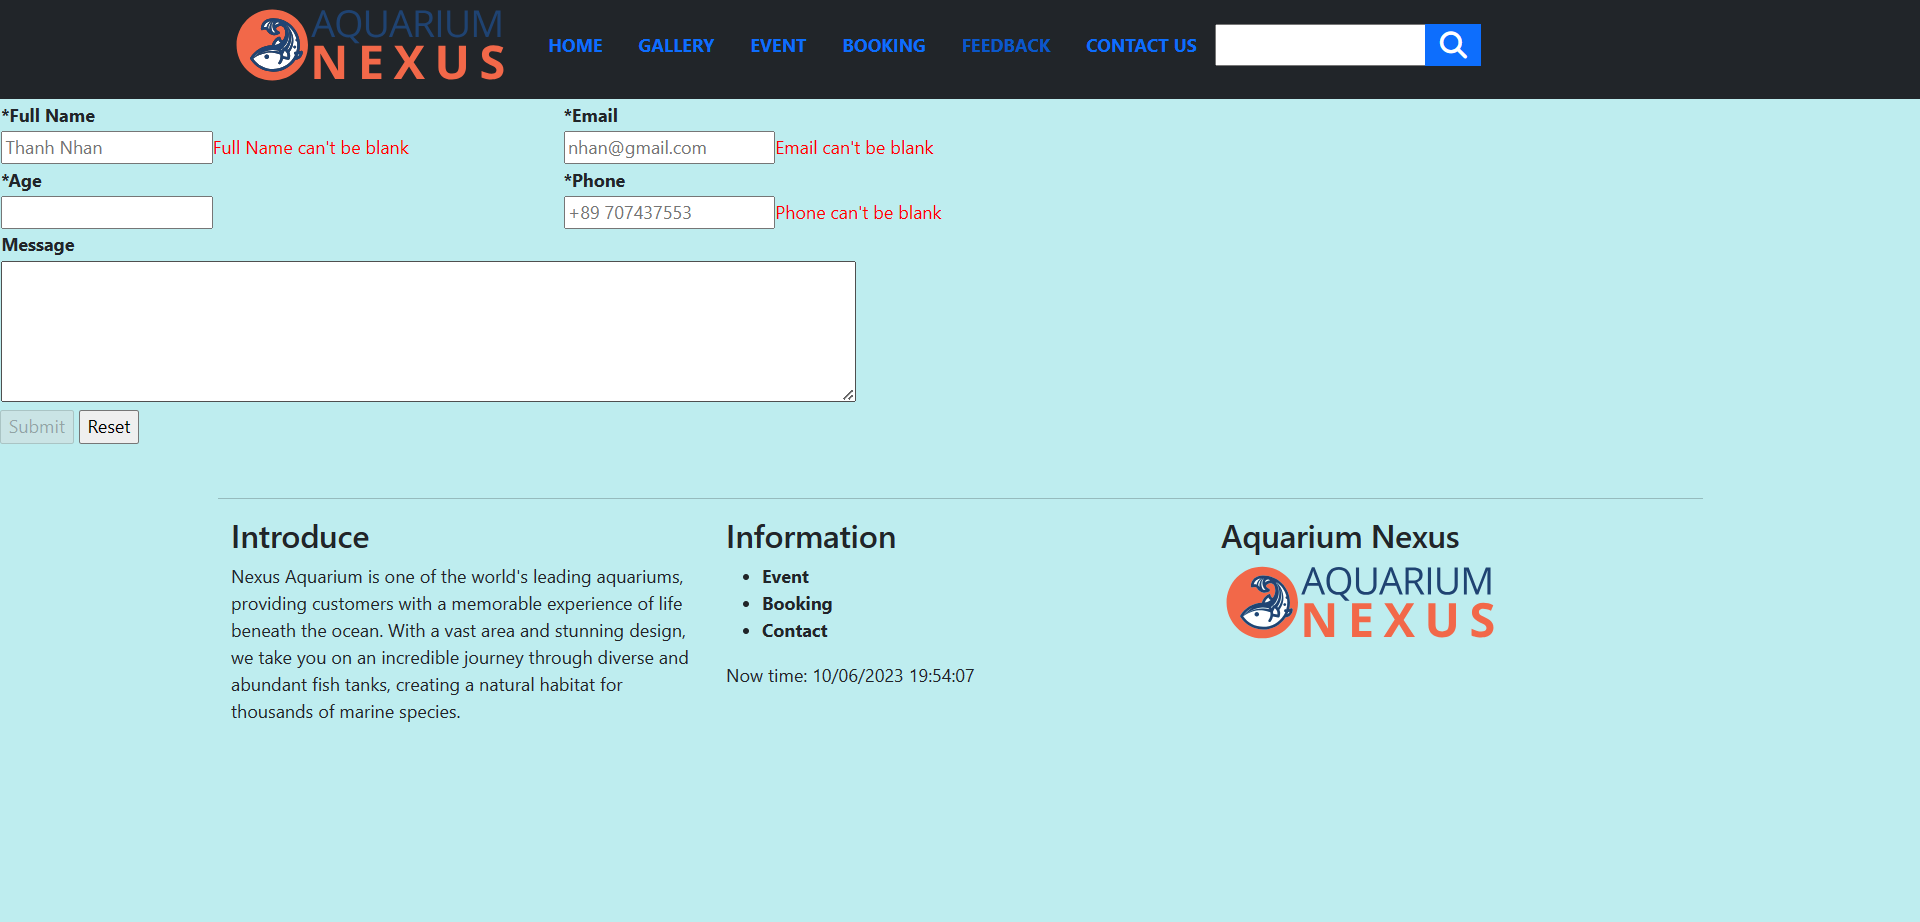 AQUARIUM
NEXUS
HOME GALLERY EVENT BOOKING FEEDBACK CONTACT US
*Full Name *Email
Thanh Nhan Full Name can't be blank nhan@gmail.com Email can't be blank
*Age *Phone
+89 707437553 Phone can't be blank
Message
Submit Reset
Introduce
Nexus Aquarium is one of the world's leading aquariums,
providing customers with a memorable experience of life
beneath the ocean. With a vast area and stunning design,
we take you on an incredible journey through diverse and
abundant fish tanks, creating a natural habitat for
thousands of marine species.
Information
Event
Booking
Contact
Now time: 10/06/2023 19:54:07
Aquarium Nexus
AQUARIUM
NEXUS